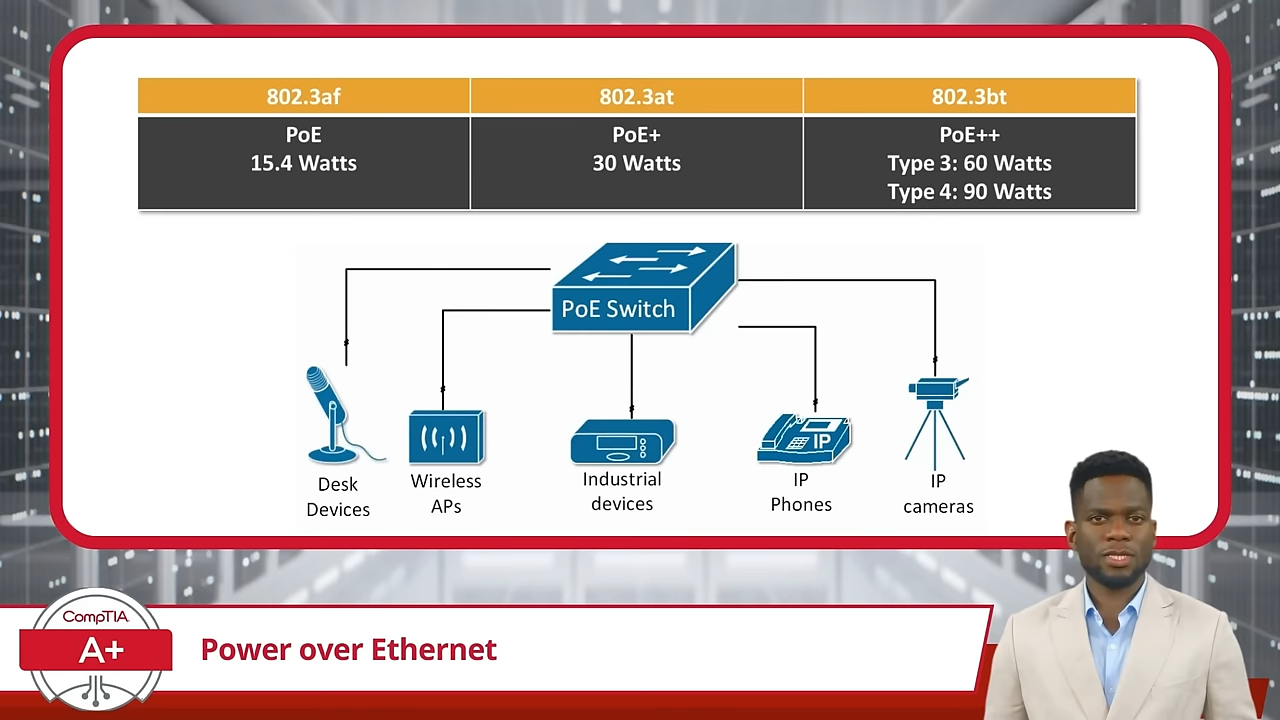 802.3af
802.3at
802.3bt
PoE
15.4 Watts
PoE+
30 Watts
PoE++
Type 3: 60 Watts
Type 4: 90 Watts
PoE Switch
IP
Desk
Devices
Wireless
APs
Industrial
devices
IP
Phones
IP
cameras
CompTIA
A+
Power over Ethernet